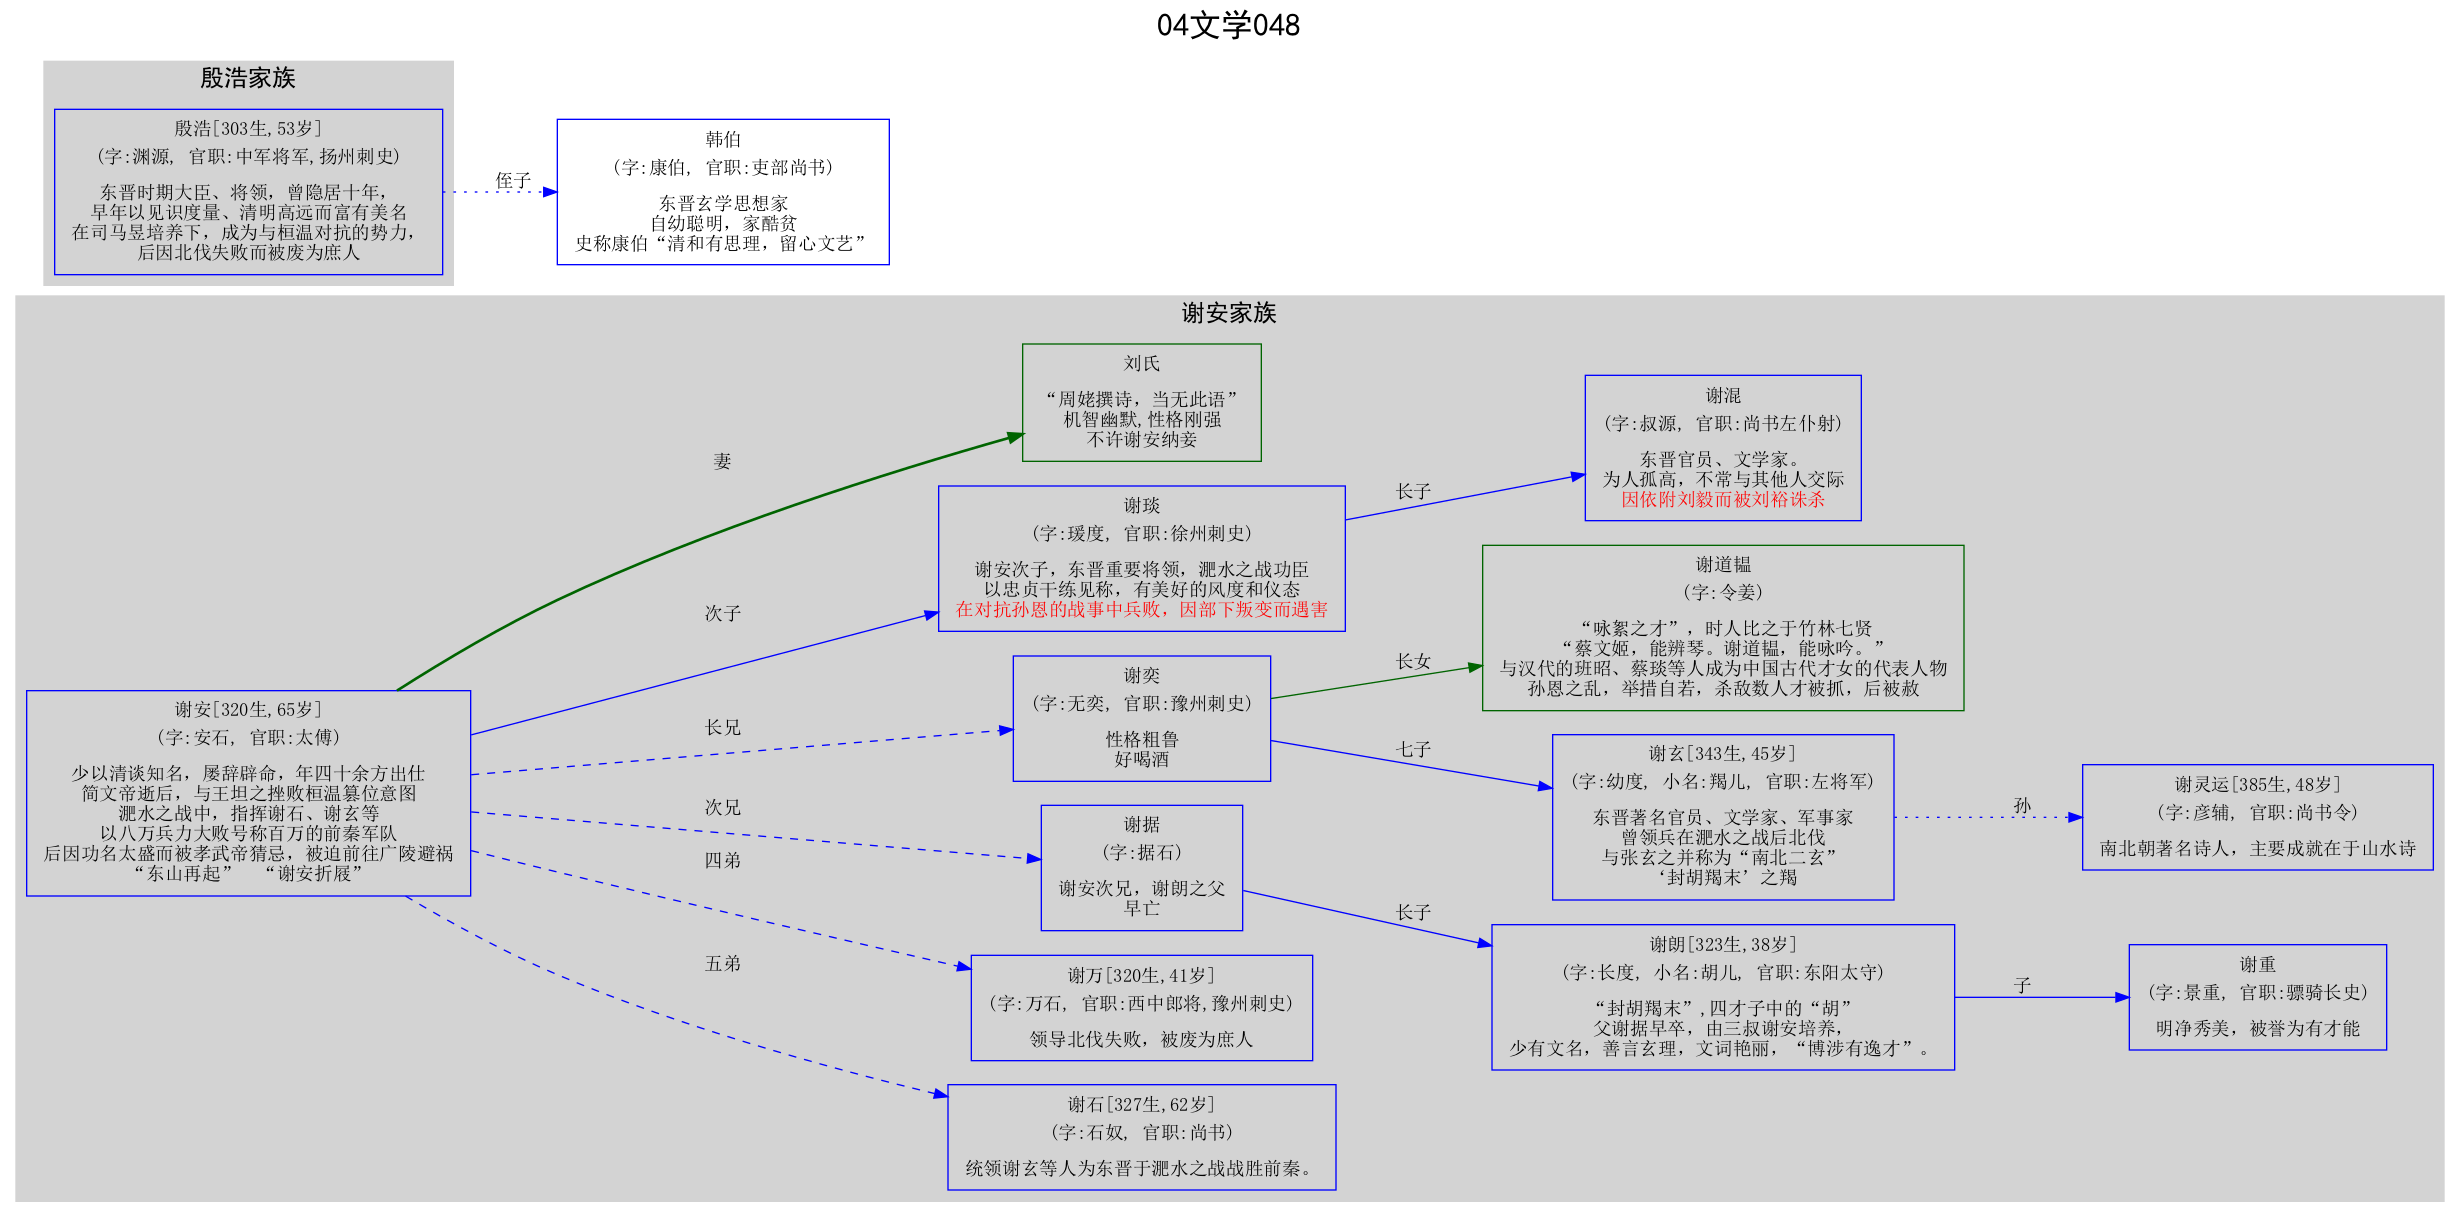 04文学048
殷浩家族
殷浩[303生,53岁]
(字:渊源, 官职:中军将军,扬州刺史)
东晋时期大臣、将领，曾隐居十年，
早年以见识度量、清明高远而富有美名
在司马昱培养下，成为与桓温对抗的势力，
后因北伐失败而被废为庶人
侄子
韩伯
(字:康伯, 官职:吏部尚书)
东晋玄学思想家
自幼聪明，家酷贫
史称康伯“清和有思理，留心文艺”
谢安家族
谢安[320生,65岁]
(字:安石, 官职:太傅)
少以清谈知名，屡辞辟命，年四十余方出仕
简文帝逝后，与王坦之挫败桓温篡位意图
淝水之战中，指挥谢石、谢玄等
以八万兵力大败号称百万的前秦军队
后因功名太盛而被孝武帝猜忌，被迫前往广陵避祸
“东山再起” “谢安折屐”
妻
次子
长兄
次兄
四弟
五弟
刘氏
“周姥撰诗，当无此语”
机智幽默,性格刚强
不许谢安纳妾
谢琰
(字:瑗度, 官职:徐州刺史)
谢安次子，东晋重要将领，淝水之战功臣
以忠贞干练见称，有美好的风度和仪态
在对抗孙恩的战事中兵败，因部下叛变而遇害
谢奕
(字:无奕, 官职:豫州刺史)
性格粗鲁
好喝酒
谢据
(字:据石)
谢安次兄，谢朗之父
早亡
谢万[320生,41岁]
(字:万石, 官职:西中郎将,豫州刺史)
领导北伐失败，被废为庶人
谢石[327生,62岁]
(字:石奴, 官职:尚书)
统领谢玄等人为东晋于淝水之战战胜前秦。
长子
长女
七子
长子
谢混
(字:叔源, 官职:尚书左仆射)
东晋官员、文学家。
为人孤高，不常与其他人交际
因依附刘毅而被刘裕诛杀
谢道韫
(字:令姜)
“咏絮之才”，时人比之于竹林七贤
“蔡文姬，能辨琴。谢道韫，能咏吟。”
与汉代的班昭、蔡琰等人成为中国古代才女的代表人物
孙恩之乱，举措自若，杀敌数人才被抓，后被赦
谢玄[343生,45岁]
(字:幼度, 小名:羯儿, 官职:左将军)
东晋著名官员、文学家、军事家
曾领兵在淝水之战后北伐
与张玄之并称为“南北二玄”
‘封胡羯末’之羯
谢朗[323生,38岁]
(字:长度, 小名:胡儿, 官职:东阳太守)
“封胡羯末”,四才子中的“胡”
父谢据早卒，由三叔谢安培养，
少有文名，善言玄理，文词艳丽，“博涉有逸才”。
孙
子
谢灵运[385生,48岁]
(字:彦辅, 官职:尚书令)
南北朝著名诗人，主要成就在于山水诗
谢重
(字:景重, 官职:骠骑长史)
明净秀美，被誉为有才能